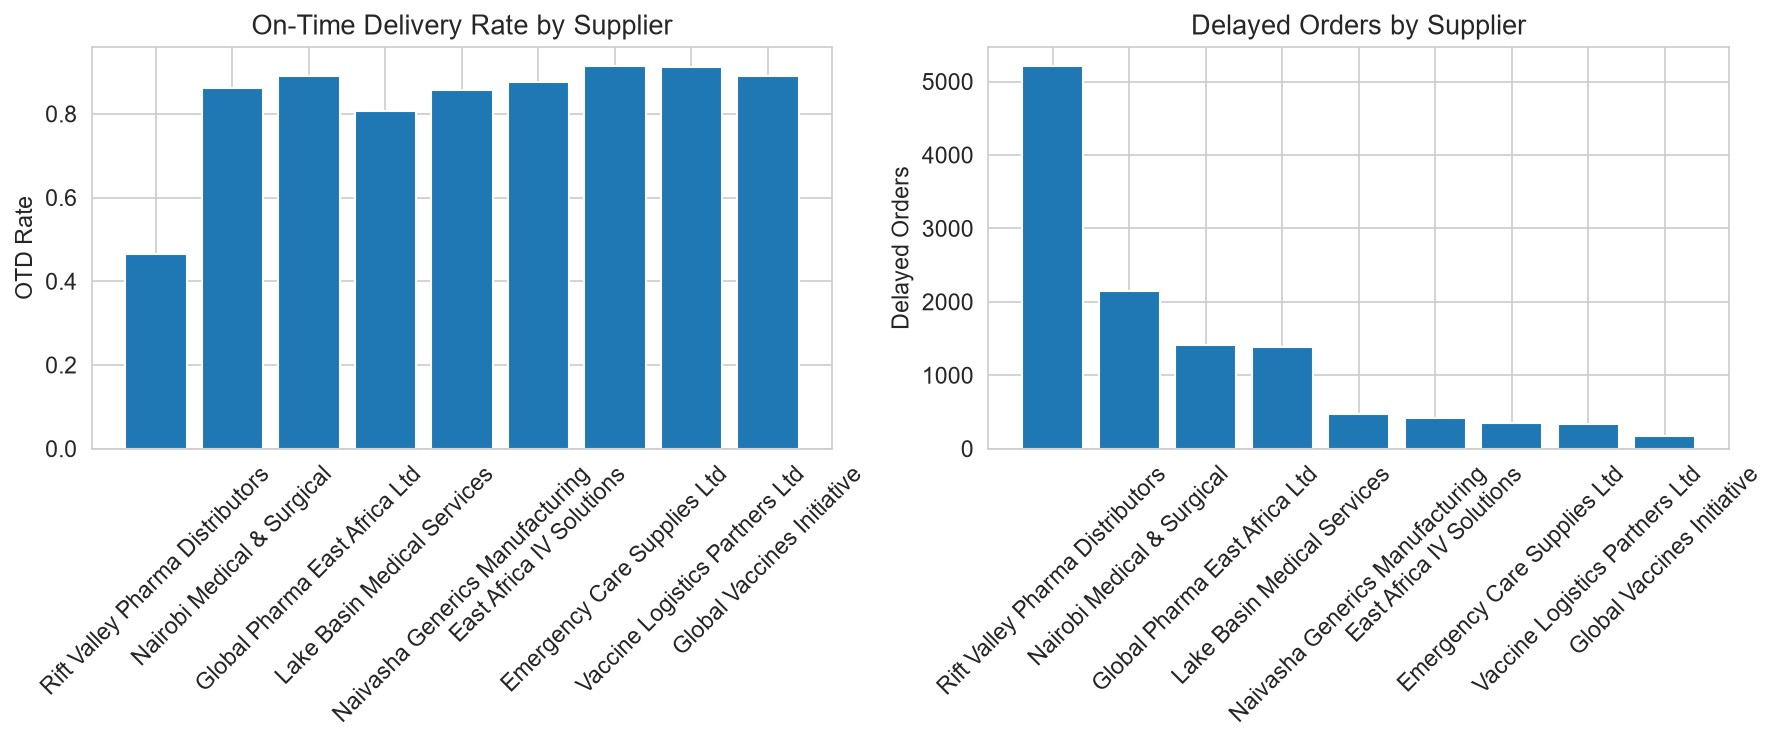 On-Time Delivery Rate by Supplier
OTD Rate
0.8
0.6
0.4
0.2
0.0
Rift Valley Pharma Distributors
Nairobi Medical & Surgical
Global Pharma East Africa Ltd
Lake Basin Medical Services
Naivasha Generics Manufacturing
East Africa IV Solutions
Emergency Care Supplies Ltd
Vaccine Logistics Partners Ltd
Global Vaccines Initiative
Delayed Orders by Supplier
Delayed Orders
5000
4000
3000
2000
1000
0
Rift Valley Pharma Distributors
Nairobi Medical & Surgical
Global Pharma East Africa Ltd
Lake Basin Medical Services
Naivasha Generics Manufacturing
East Africa IV Solutions
Emergency Care Supplies Ltd
Vaccine Logistics Partners Ltd
Global Vaccines Initiative